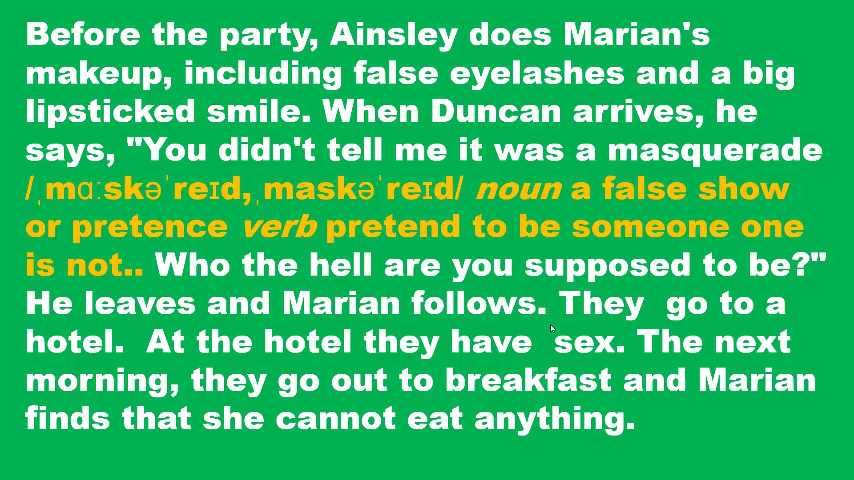 Before the party, Ainsley does Marian's
makeup, including false eyelashes and a big
lipsticked smile. When Duncan arrives, he
says, "You didn't tell me it was a masquerade
/ˌmɑːskəˈreɪd,ˌmaskəˈreɪd/ noun a false show
or pretence verb pretend to be someone one
is not.. Who the hell are you supposed to be?"
He leaves and Marian follows. They  go to a
hotel.  At the hotel they have  sex. The next
morning, they go out to breakfast and Marian
finds that she cannot eat anything.